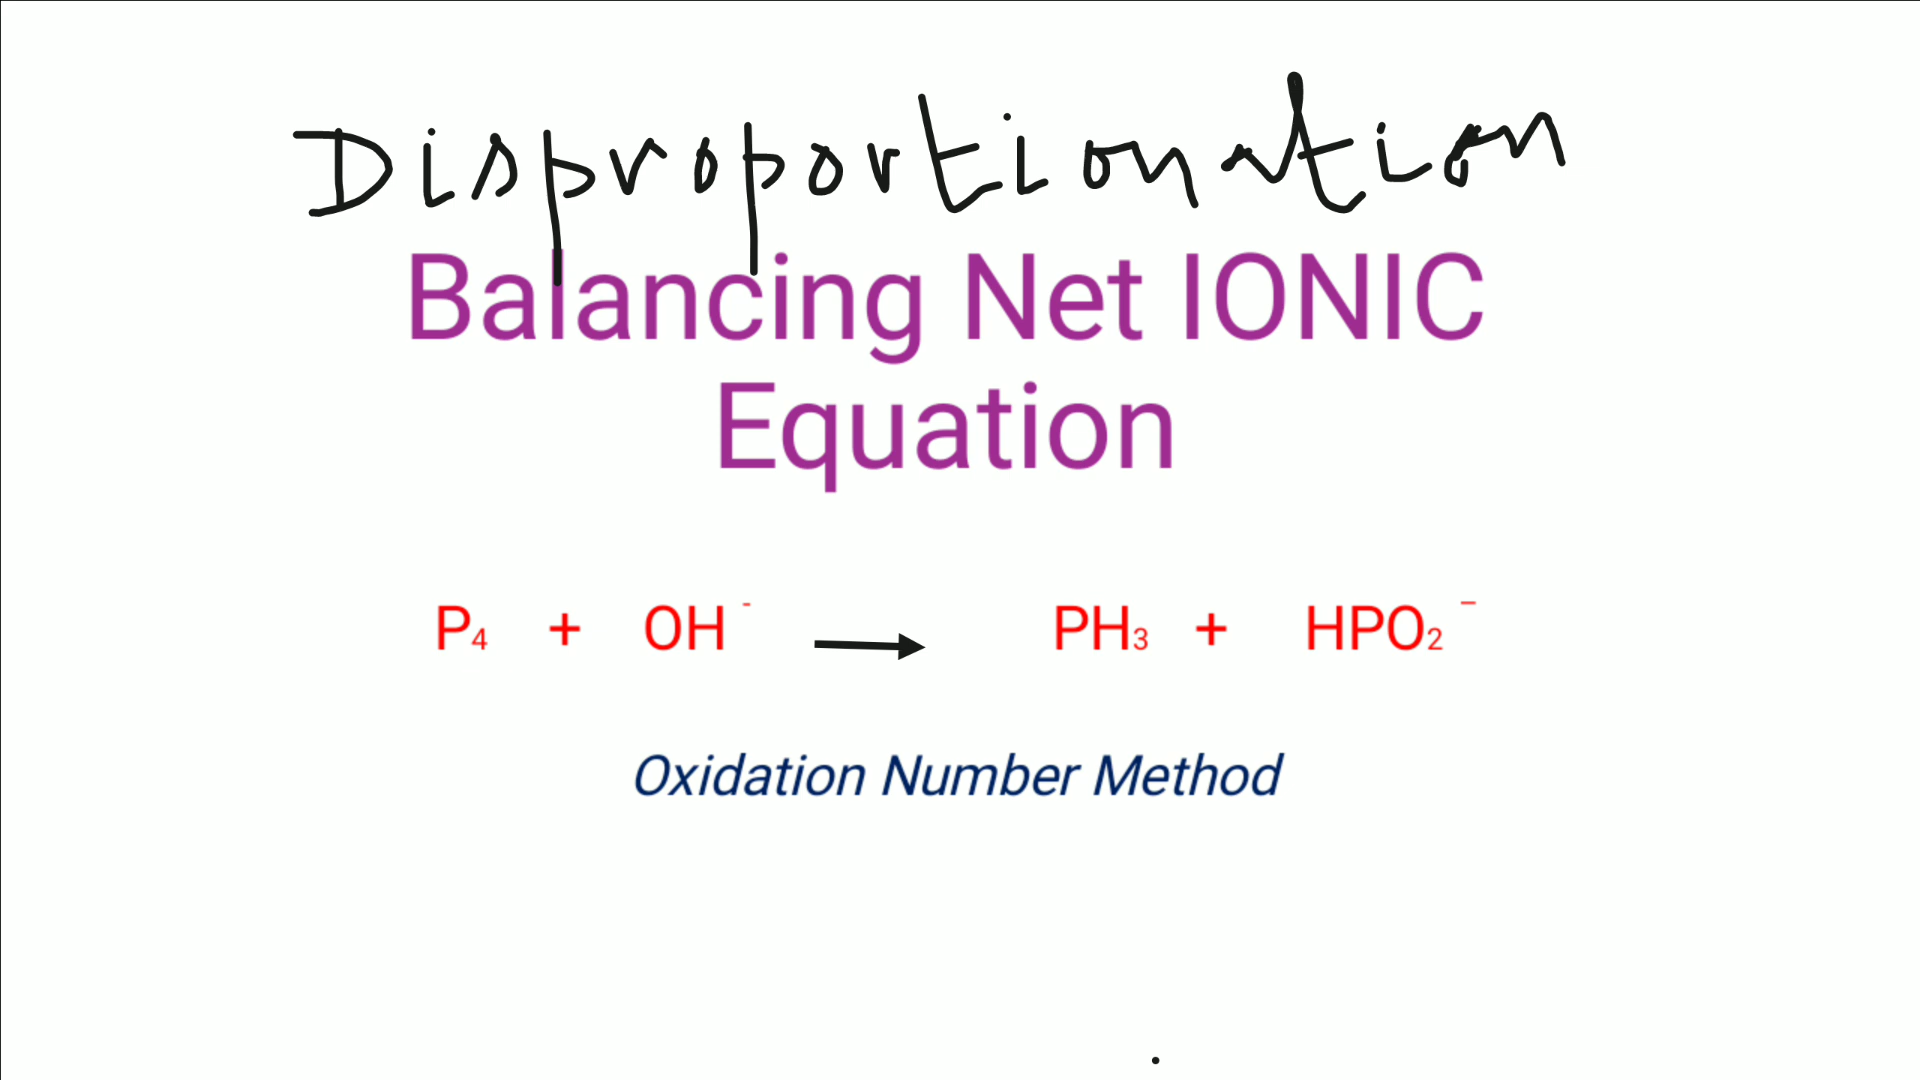 Disproportionation
Balancing Net IONIC
Equation
P₄ + OH⁻ → PH₃ + HPO₂⁻
Oxidation Number Method